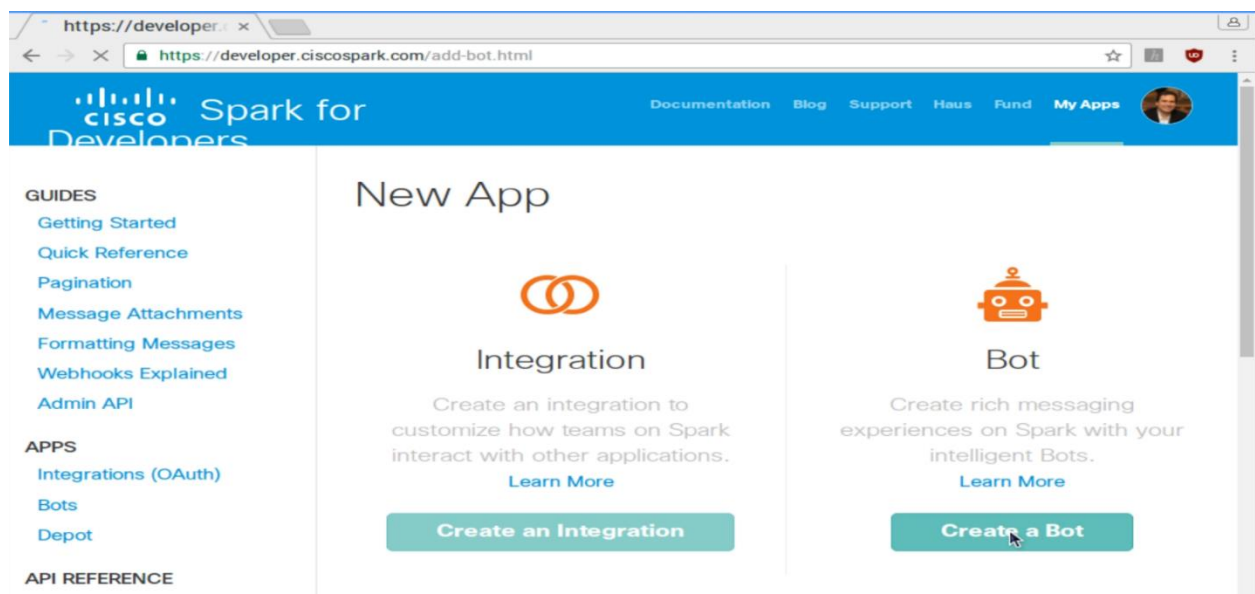 https://developer.c
https://developer.ciscospark.com/add-bot.html
CISCO Spark for
Developers
Documentation Blog Support Haus Fund My Apps
GUIDES
Getting Started
Quick Reference
Pagination
Message Attachments
Formatting Messages
Webhooks Explained
Admin API
APPS
Integrations (OAuth)
Bots
Depot
API REFERENCE
New App
Integration
Create an integration to
customize how teams on Spark
interact with other applications.
Learn More
Create an Integration
Bot
Create rich messaging
experiences on Spark with your
intelligent Bots.
Learn More
Create a Bot